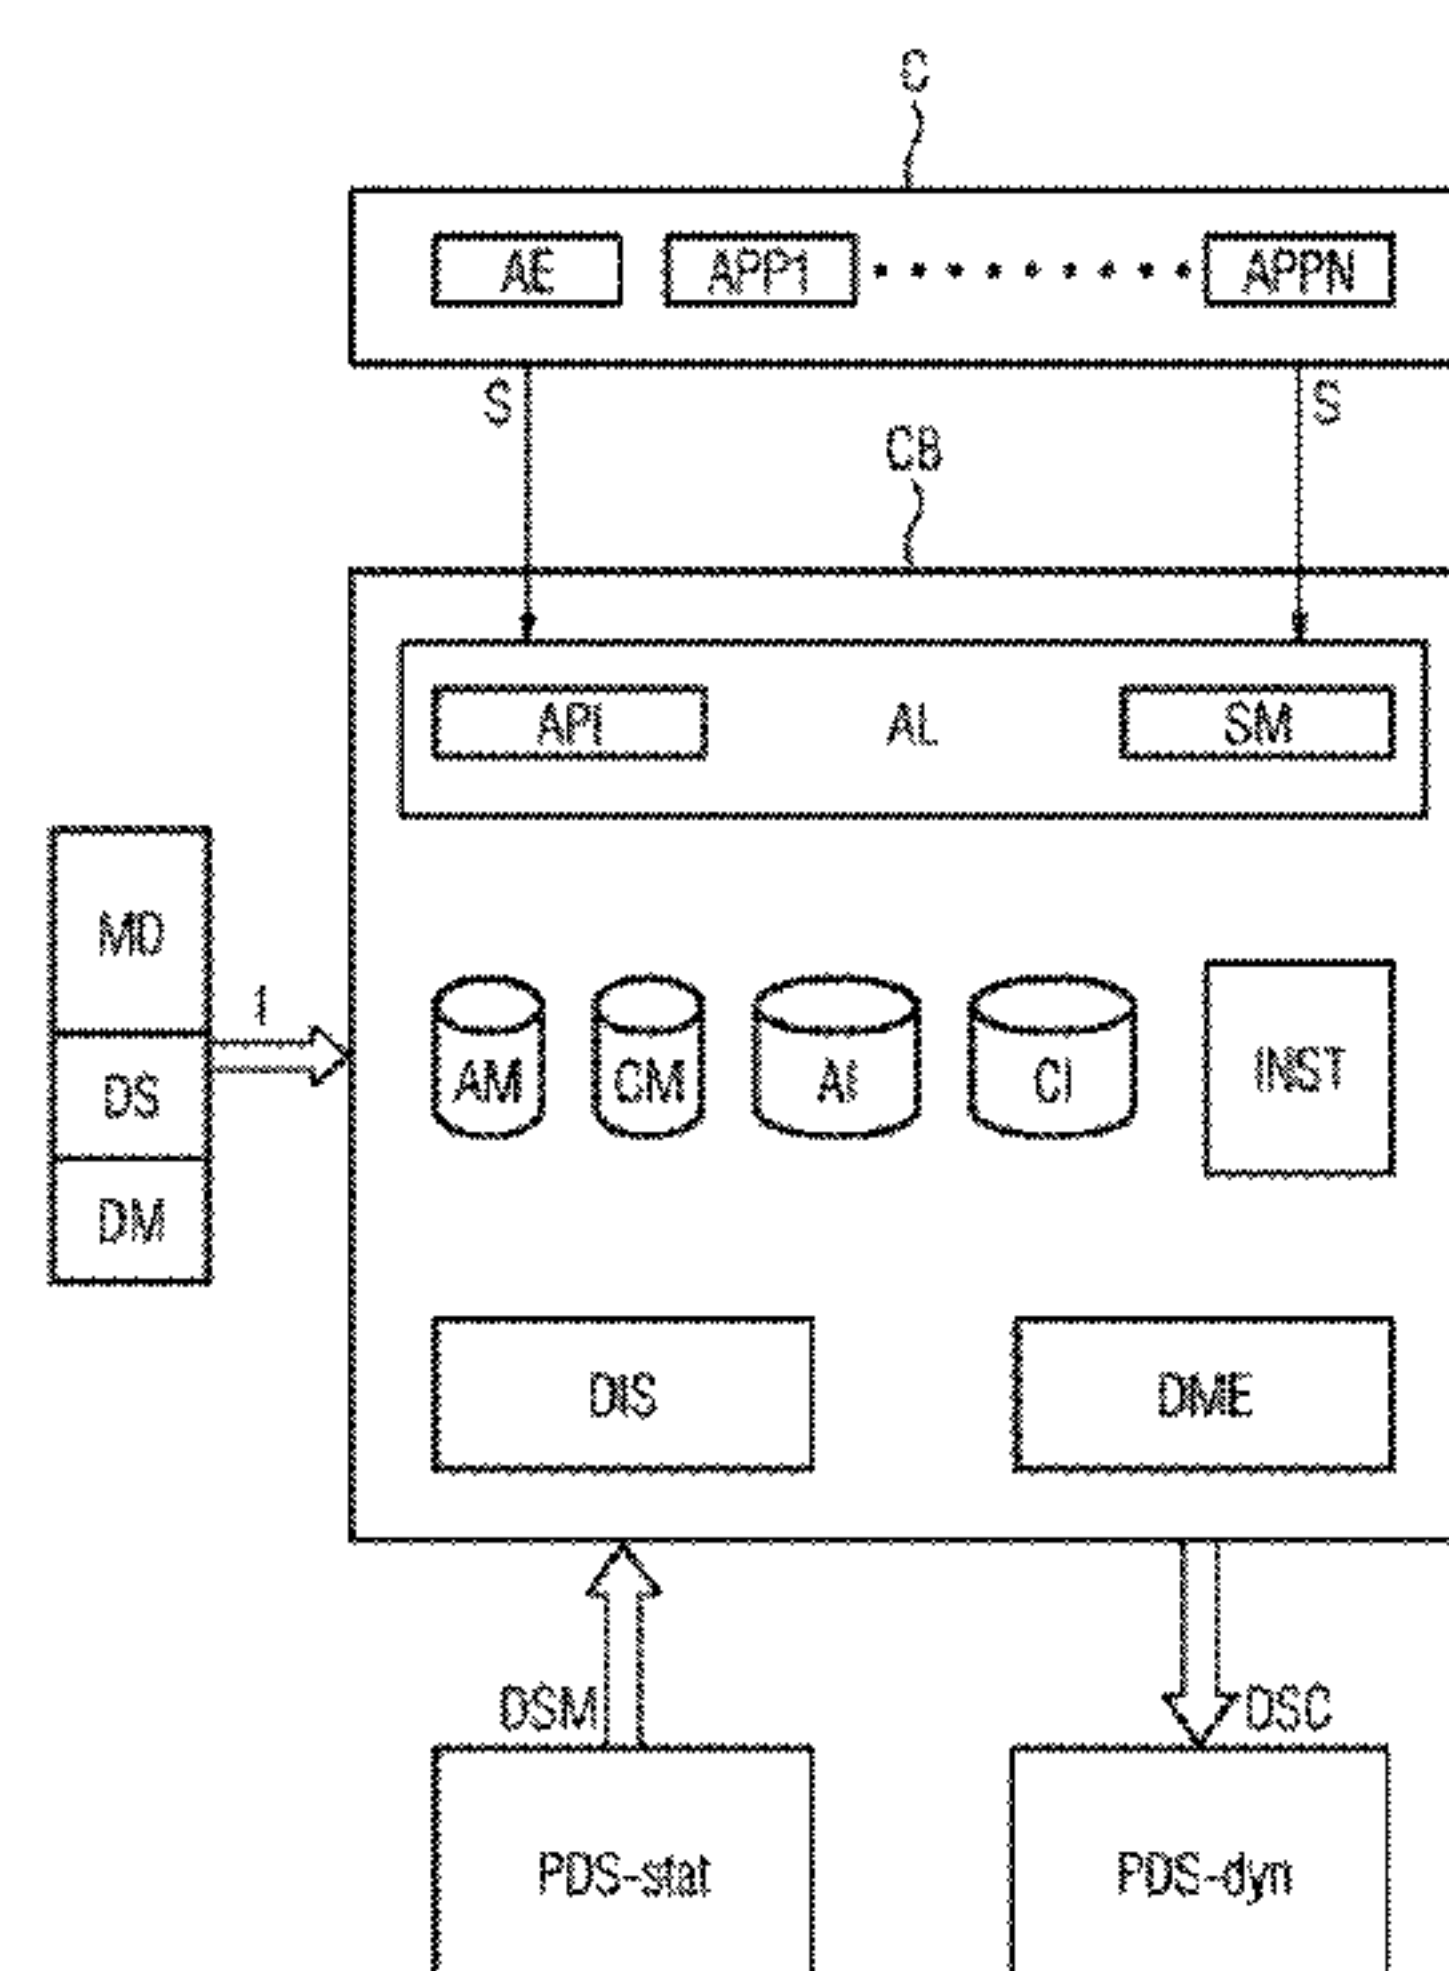 C
AE APP1 APPN
S S
CB
API AL SM
MD
1
DS
DM
AM CM AI CI INST
DIS DME
DSM DSC
PDS-stat PDS-dyn